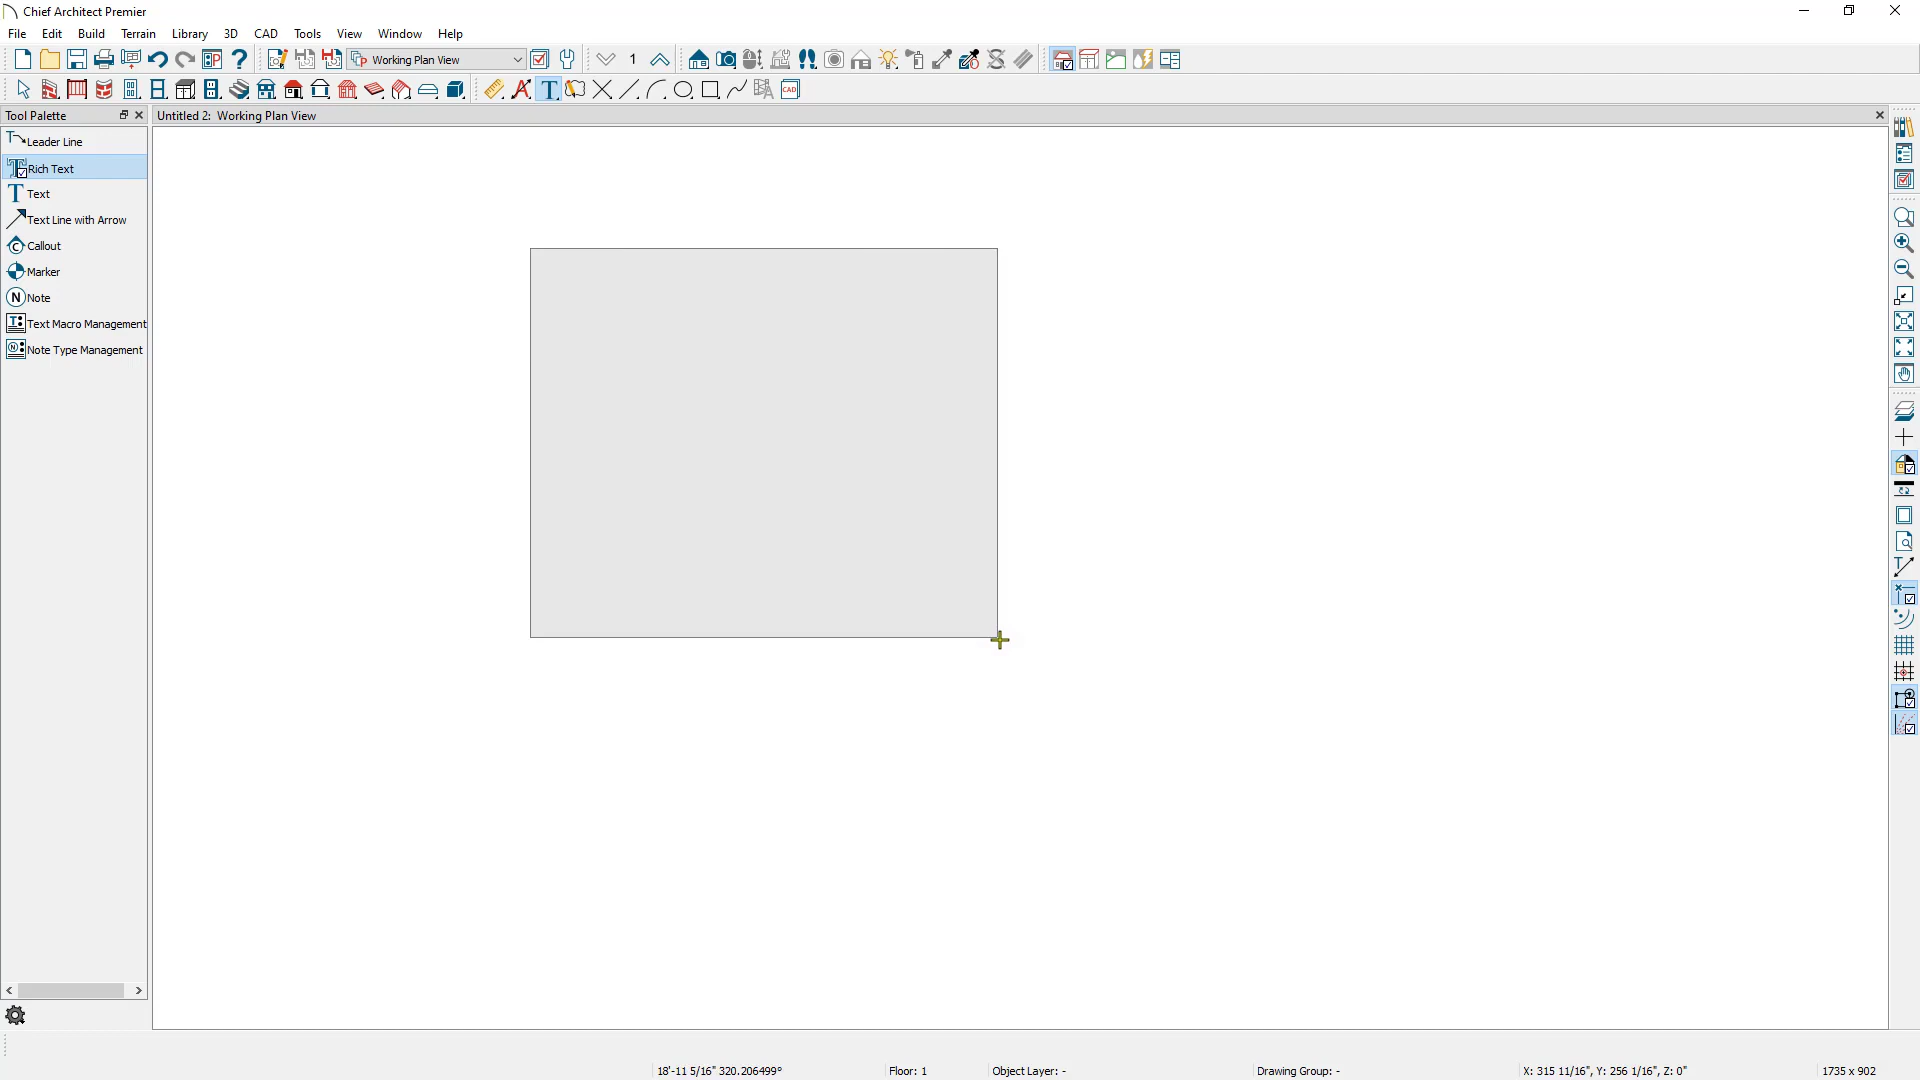 Chief Architect Premier
File Edit Build Terrain Library 3D CAD Tools View Window Help
Working Plan View 1
T CAD
Tool Palette
Untitled 2: Working Plan View
Leader Line
Rich Text
Text
Text Line with Arrow
Callout
Marker
Note
Text Macro Management
Note Type Management
18'-11 5/16" 320.206499° Floor: 1 Object Layer: - Drawing Group: - X: 315 11/16", Y: 256 1/16", Z: 0" 1735 x 902